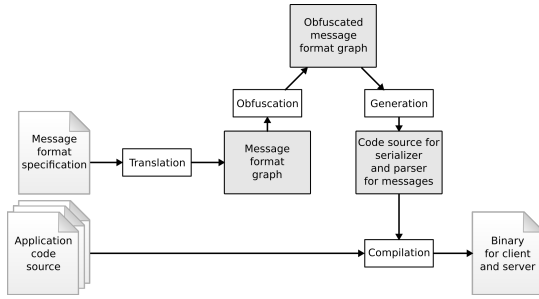 Obfuscated
message
format graph
Obfuscation
Generation
Message
format
specification
Translation
Message
format
graph
Code source for
serializer
and parser
for messages
Application
code
source
Compilation
Binary
for client
and server